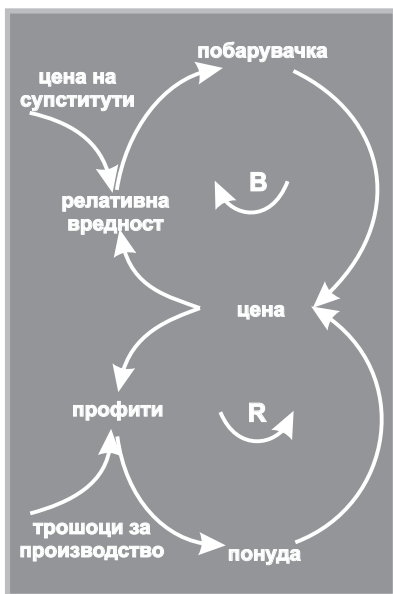 побарувачка
цена на
супститути
B
релативна
вредност
цена
профити
R
трошоци за
производство
понуда